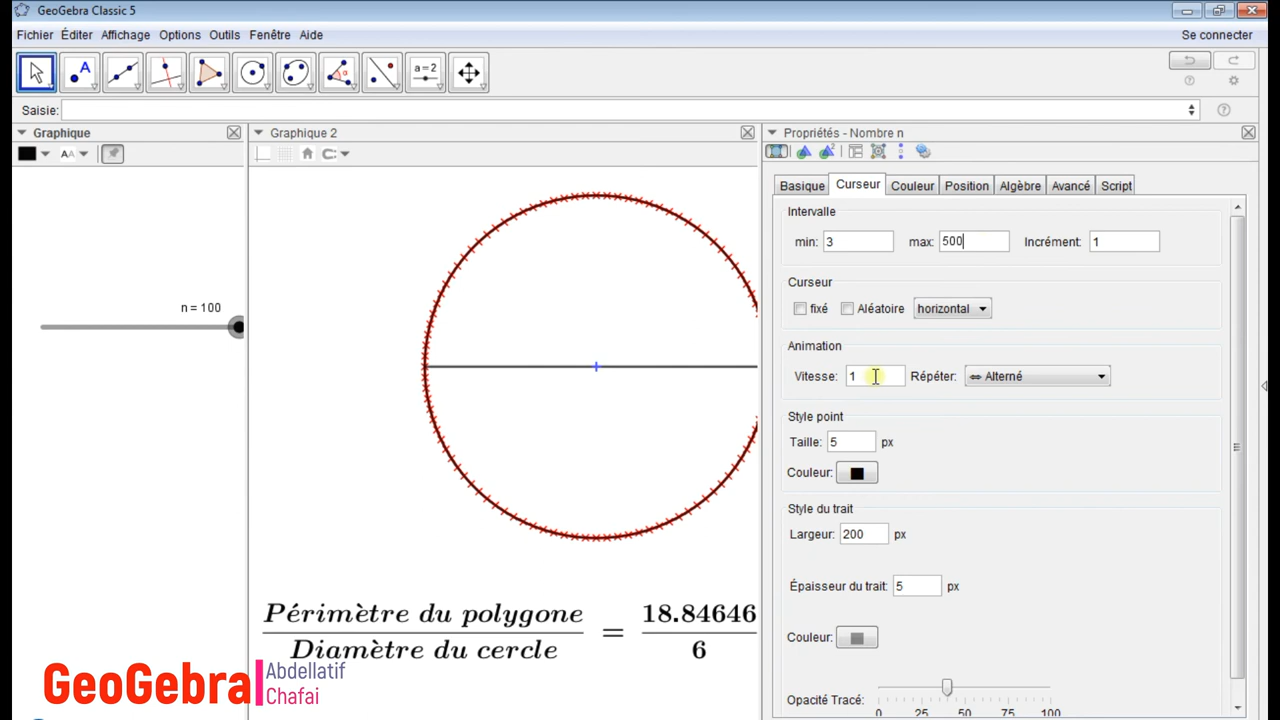 GeoGebra Classic 5
Fichier Éditer Affichage Options Outils Fenêtre Aide Se connecter
A
α
a=2
Saisie:
Graphique
Graphique 2
Propriétés - Nombre n
AA
Basique Curseur Couleur Position Algèbre Avancé Script
Intervalle
min: 3 max: 500 Incrément: 1
Curseur
fixé Aléatoire horizontal
n = 100
Animation
Vitesse: 1 Répéter: ⇔ Alterné
Style point
Taille: 5 px
Couleur:
Style du trait
Largeur: 200 px
Épaisseur du trait: 5 px
Couleur:
Opacité Tracé:
0 25 50 75 100
Périmètre du polygone
Diamètre du cercle
=
18.84646
6
GeoGebra
Abdellatif
Chafai